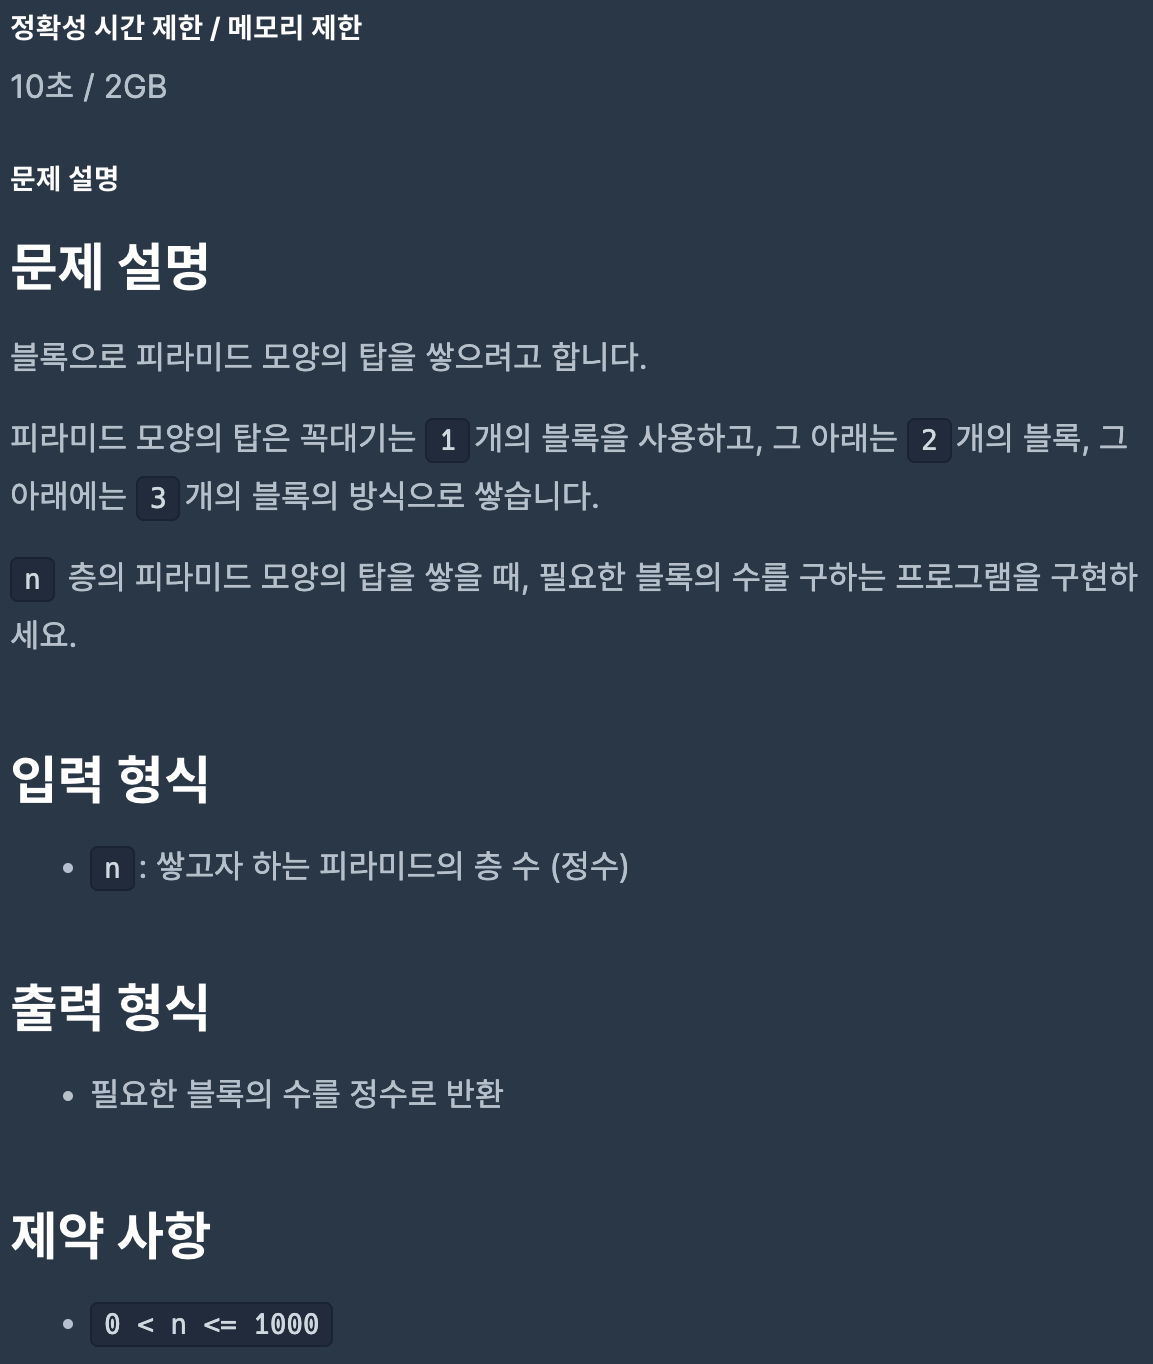 정확성 시간 제한 / 메모리 제한
10초 / 2GB
문제 설명
문제 설명
블록으로 피라미드 모양의 탑을 쌓으려고 합니다.
피라미드 모양의 탑은 꼭대기는 1 개의 블록을 사용하고, 그 아래는 2 개의 블록, 그
아래에는 3 개의 블록의 방식으로 쌓습니다.
n 층의 피라미드 모양의 탑을 쌓을 때, 필요한 블록의 수를 구하는 프로그램을 구현하
세요.
입력 형식
• n : 쌓고자 하는 피라미드의 층 수 (정수)
출력 형식
• 필요한 블록의 수를 정수로 반환
제약 사항
• 0 < n <= 1000